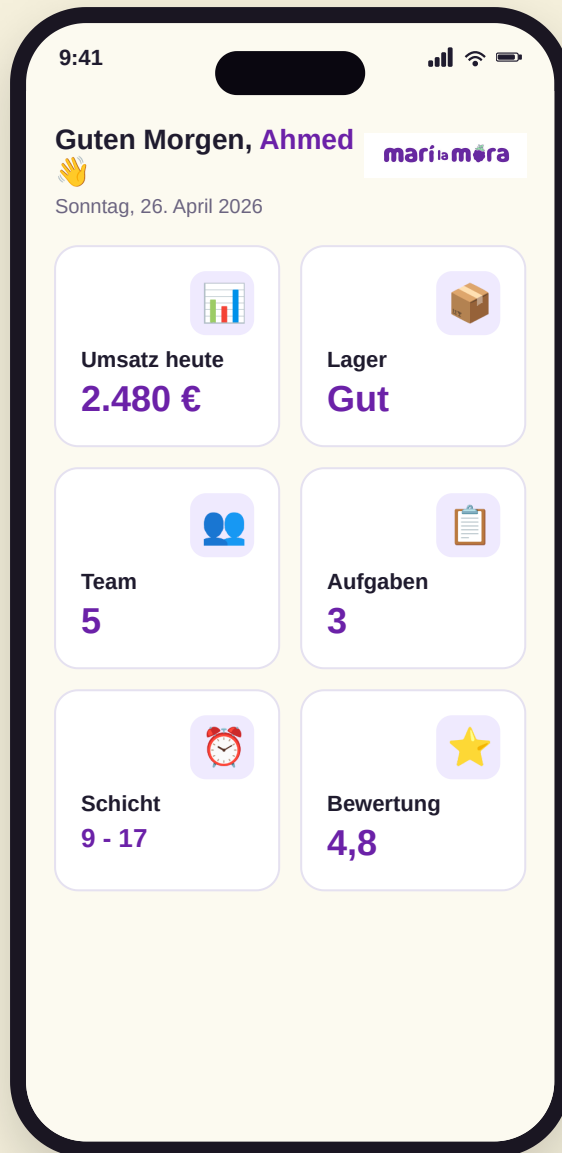 9:41
Guten Morgen, Ahmed
👋
marí la mora
Sonntag, 26. April 2026
Umsatz heute
2.480 €
Lager
Gut
Team
5
Aufgaben
3
Schicht
9 - 17
Bewertung
4,8